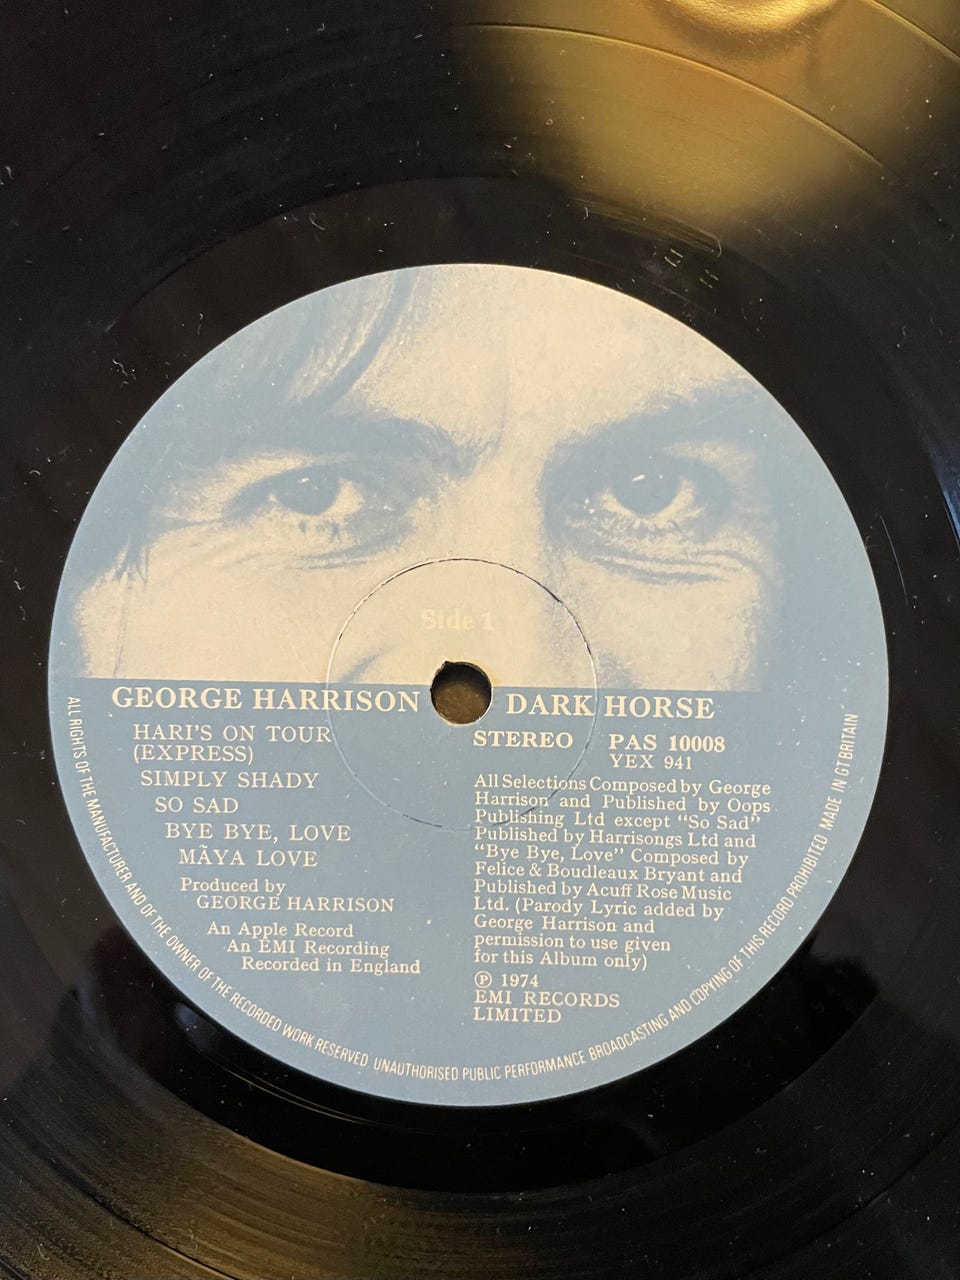 Side 1
GEORGE HARRISON DARK HORSE
HARI'S ON TOUR
(EXPRESS)
SIMPLY SHADY
SO SAD
BYE BYE, LOVE
MÃYA LOVE
Produced by
GEORGE HARRISON
An Apple Record
An EMI Recording
Recorded in England
STEREO PAS 10008
YEX 941
All Selections Composed by George
Harrison and Published by Oops
Publishing Ltd except "So Sad"
Published by Harrisongs Ltd and
"Bye Bye, Love" Composed by
Felice & Boudleaux Bryant and
Published by Acuff Rose Music
Ltd. (Parody Lyric added by
George Harrison and
permission to use given
for this Album only)
℗ 1974
EMI RECORDS
LIMITED
ALL RIGHTS OF THE MANUFACTURER AND OF THE OWNER OF THE RECORDED WORK RESERVED. UNAUTHORISED PUBLIC PERFORMANCE BROADCASTING AND COPYING OF THIS RECORD PROHIBITED MADE IN GT BRITAIN